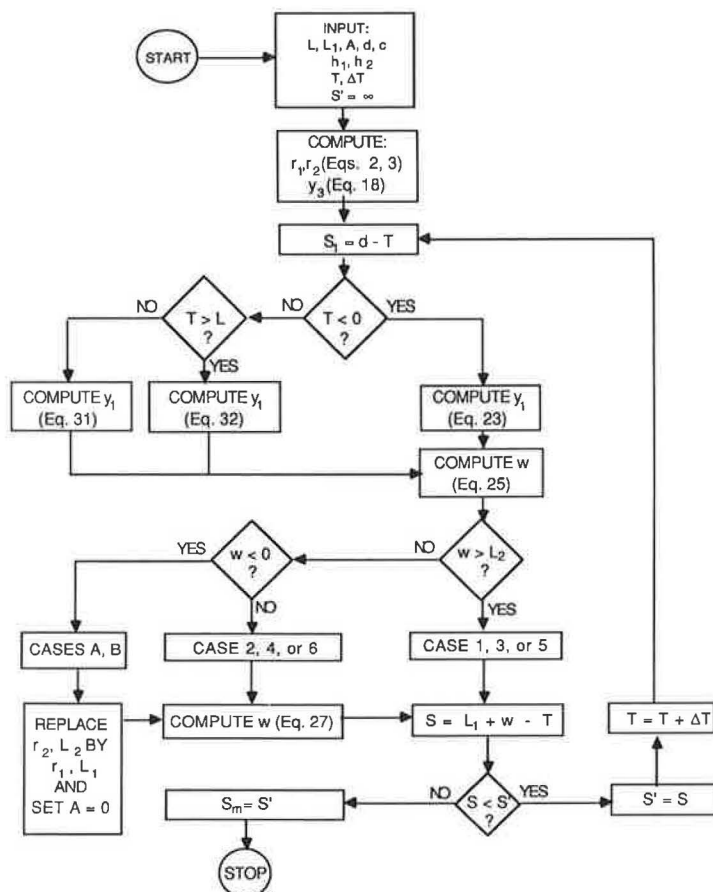 START
INPUT:
L, L₁, A, d, c
h₁, h₂
T, ΔT
S' = ∞
COMPUTE:
r₁,r₂(Eqs. 2, 3)
y₃(Eq. 18)
S₁ = d - T
NO
T > L
?
YES
NO
T < 0
?
YES
COMPUTE y₁
(Eq. 31)
COMPUTE y₁
(Eq. 32)
COMPUTE y₁
(Eq. 23)
COMPUTE w
(Eq. 25)
YES
w < 0
?
NO
NO
w > L₂
?
YES
CASES A, B
CASE 2, 4, or 6
CASE 1, 3, or 5
REPLACE
r₂, L₂ BY
r₁, L₁
AND
SET A = 0
COMPUTE w (Eq. 27)
S = L₁ + w - T
T = T + ΔT
Sm= S'
NO
S < S'
?
YES
S' = S
STOP